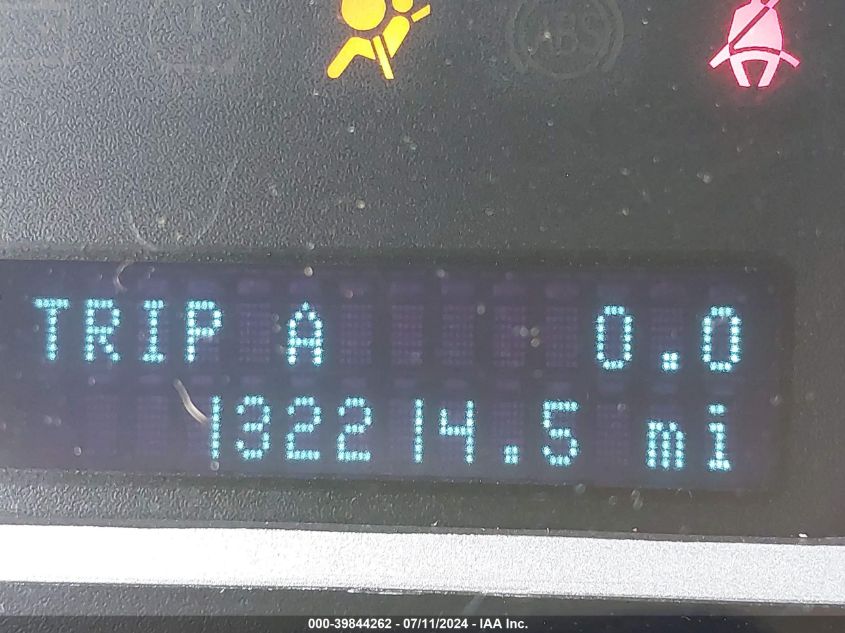 ABS
TRIP A 0.0
132214.5 mi
000-39844262 - 07/11/2024 - IAA Inc.